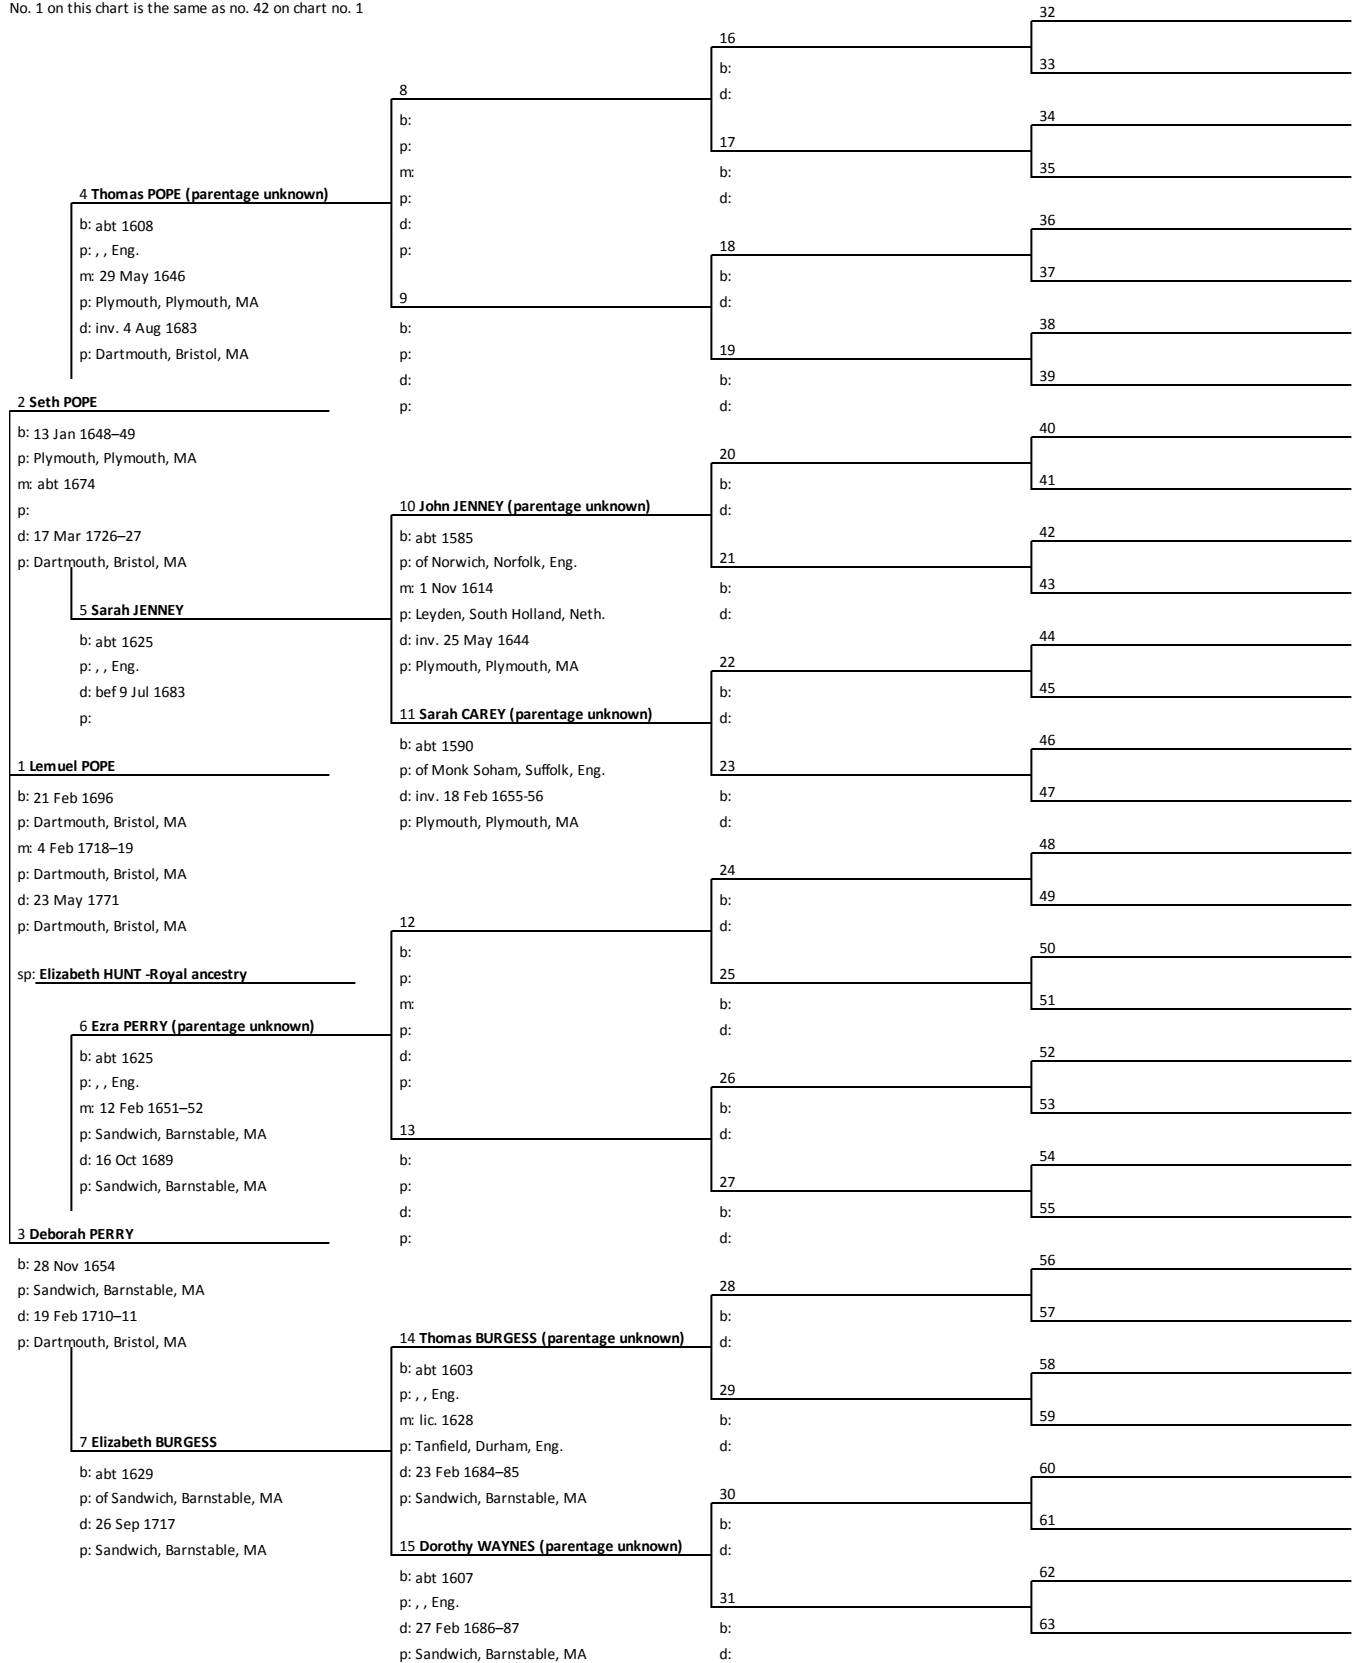 No. 1 on this chart is the same as no. 42 on chart no. 1
4 Thomas POPE (parentage unknown)
b: abt 1608
p: , , Eng.
m: 29 May 1646
p: Plymouth, Plymouth, MA
d: inv. 4 Aug 1683
p: Dartmouth, Bristol, MA
2 Seth POPE
b: 13 Jan 1648–49
p: Plymouth, Plymouth, MA
m: abt 1674
p:
d: 17 Mar 1726–27
p: Dartmouth, Bristol, MA
5 Sarah JENNEY
b: abt 1625
p: , , Eng.
d: bef 9 Jul 1683
p:
1 Lemuel POPE
b: 21 Feb 1696
p: Dartmouth, Bristol, MA
m: 4 Feb 1718–19
p: Dartmouth, Bristol, MA
d: 23 May 1771
p: Dartmouth, Bristol, MA
sp: Elizabeth HUNT -Royal ancestry
6 Ezra PERRY (parentage unknown)
b: abt 1625
p: , , Eng.
m: 12 Feb 1651–52
p: Sandwich, Barnstable, MA
d: 16 Oct 1689
p: Sandwich, Barnstable, MA
3 Deborah PERRY
b: 28 Nov 1654
p: Sandwich, Barnstable, MA
d: 19 Feb 1710–11
p: Dartmouth, Bristol, MA
7 Elizabeth BURGESS
b: abt 1629
p: of Sandwich, Barnstable, MA
d: 26 Sep 1717
p: Sandwich, Barnstable, MA
8
b:
p:
m:
p:
d:
p:
9
b:
p:
d:
p:
10 John JENNEY (parentage unknown)
b: abt 1585
p: of Norwich, Norfolk, Eng.
m: 1 Nov 1614
p: Leyden, South Holland, Neth.
d: inv. 25 May 1644
p: Plymouth, Plymouth, MA
11 Sarah CAREY (parentage unknown)
b: abt 1590
p: of Monk Soham, Suffolk, Eng.
d: inv. 18 Feb 1655-56
p: Plymouth, Plymouth, MA
12
b:
p:
m:
p:
d:
p:
13
b:
p:
d:
p:
14 Thomas BURGESS (parentage unknown)
b: abt 1603
p: , , Eng.
m: lic. 1628
p: Tanfield, Durham, Eng.
d: 23 Feb 1684–85
p: Sandwich, Barnstable, MA
15 Dorothy WAYNES (parentage unknown)
b: abt 1607
p: , , Eng.
d: 27 Feb 1686–87
p: Sandwich, Barnstable, MA
16
b:
d:
17
b:
d:
18
b:
d:
19
b:
d:
20
b:
d:
21
b:
d:
22
b:
d:
23
b:
d:
24
b:
d:
25
b:
d:
26
b:
d:
27
b:
d:
28
b:
d:
29
b:
d:
30
b:
d:
31
b:
d:
32
33
34
35
36
37
38
39
40
41
42
43
44
45
46
47
48
49
50
51
52
53
54
55
56
57
58
59
60
61
62
63